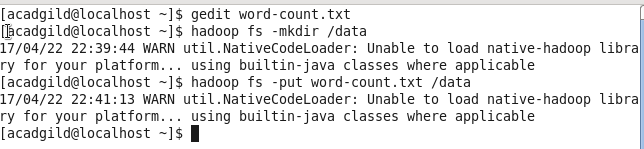 [acadgild@localhost ~]$ gedit word-count.txt
[acadgild@localhost ~]$ hadoop fs -mkdir /data
17/04/22 22:39:44 WARN util.NativeCodeLoader: Unable to load native-hadoop libra
ry for your platform... using builtin-java classes where applicable
[acadgild@localhost ~]$ hadoop fs -put word-count.txt /data
17/04/22 22:41:13 WARN util.NativeCodeLoader: Unable to load native-hadoop libra
ry for your platform... using builtin-java classes where applicable
[acadgild@localhost ~]$